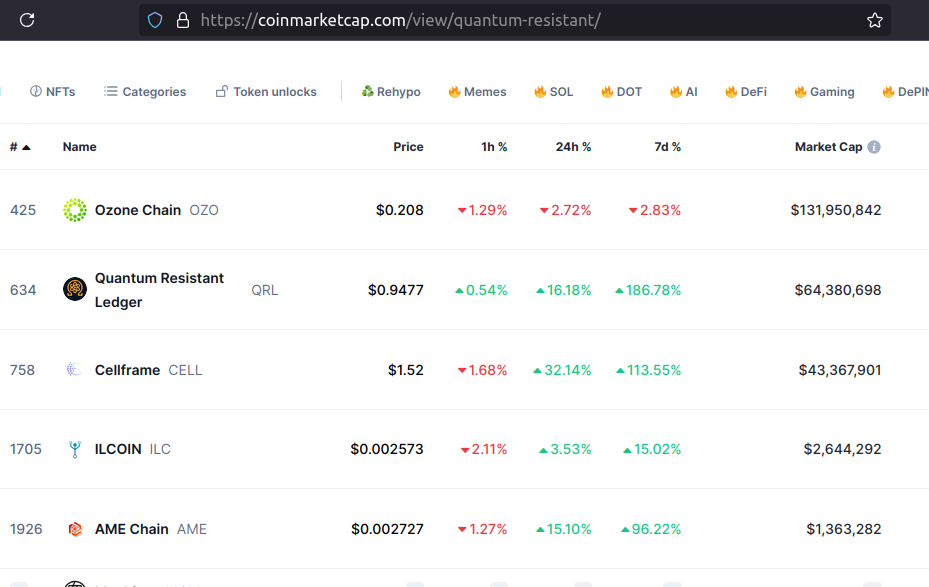 https://coinmarketcap.com/view/quantum-resistant/
NFTs Categories Token unlocks Rehypo Memes SOL DOT AI DeFi Gaming DePIN
# Name Price 1h % 24h % 7d % Market Cap
425 Ozone Chain OZO $0.208 1.29% 2.72% 2.83% $131,950,842
634 Quantum Resistant Ledger QRL $0.9477 0.54% 16.18% 186.78% $64,380,698
758 Cellframe CELL $1.52 1.68% 32.14% 113.55% $43,367,901
1705 ILCOIN ILC $0.002573 2.11% 3.53% 15.02% $2,644,292
1926 AME Chain AME $0.002727 1.27% 15.10% 96.22% $1,363,282